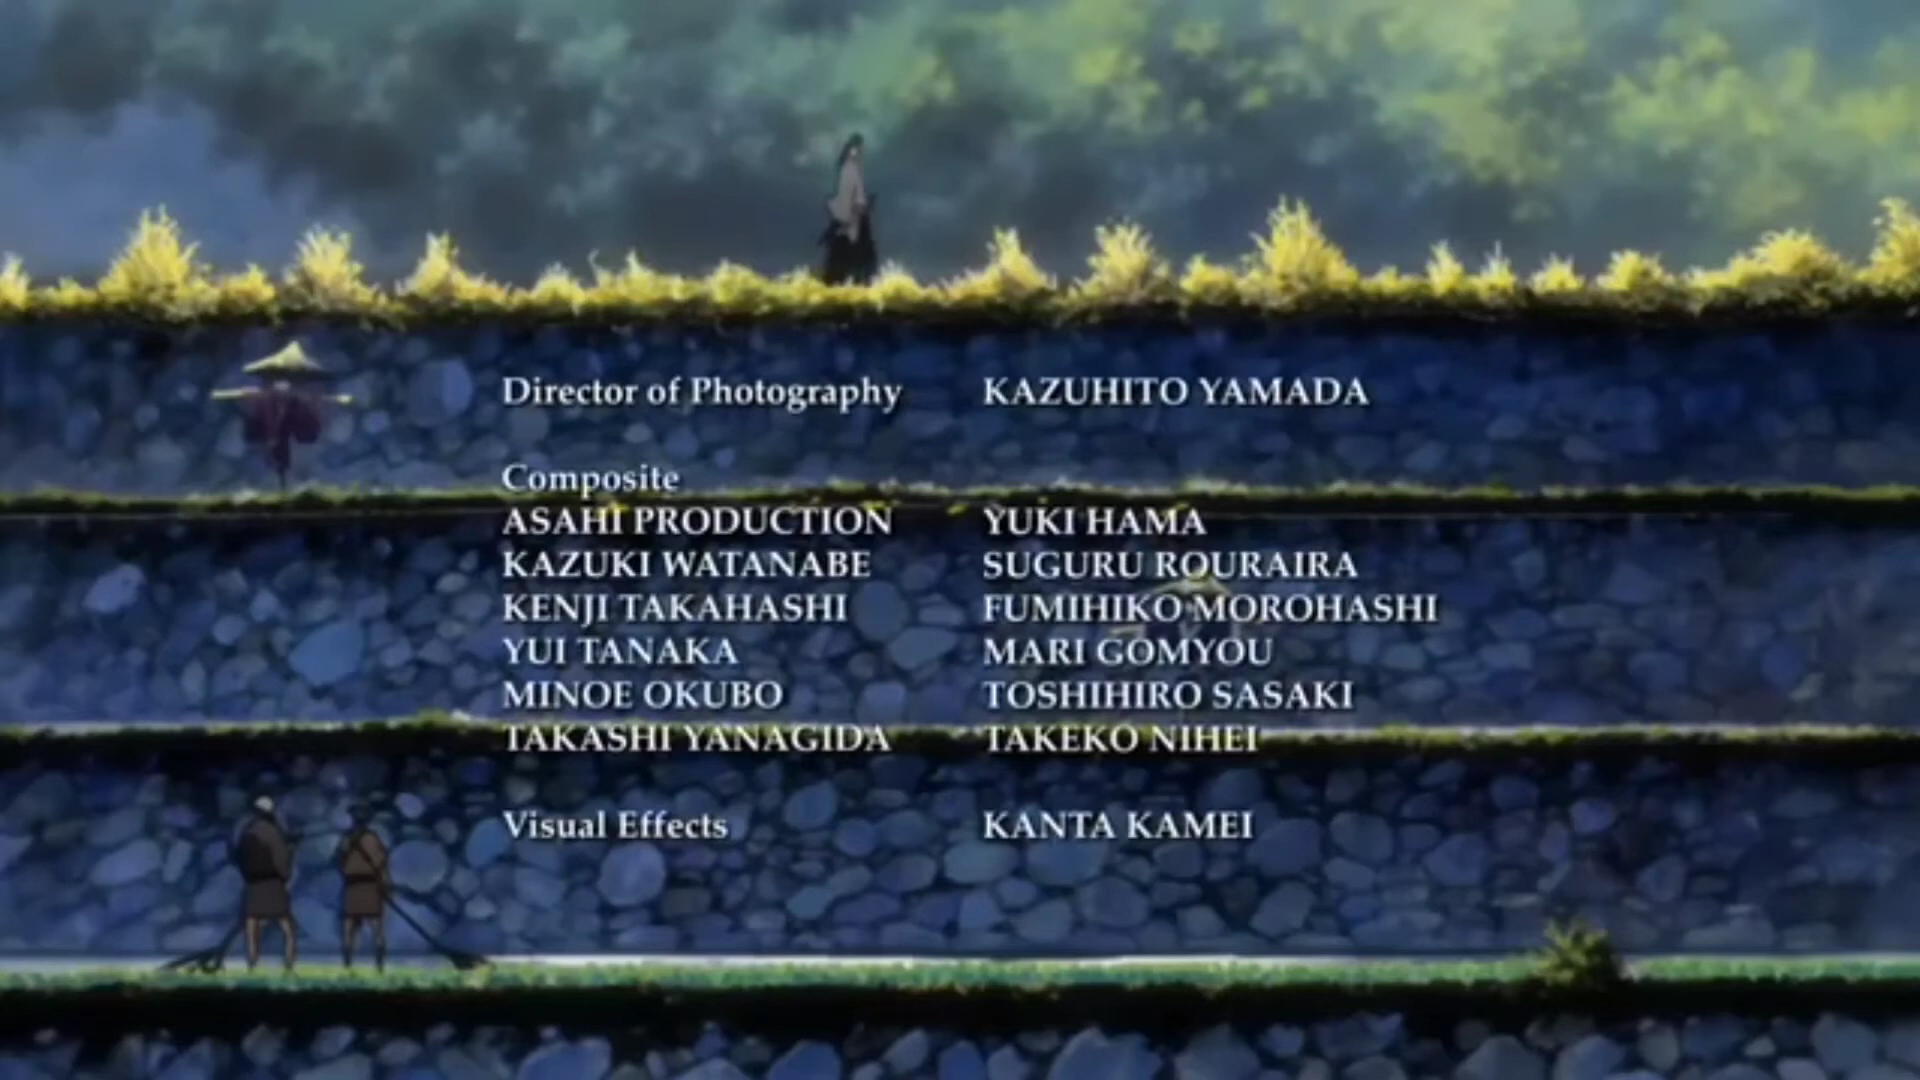 Director of Photography KAZUHITO YAMADA
Composite
ASAHI PRODUCTION YUKI HAMA
KAZUKI WATANABE SUGURU ROURAIRA
KENJI TAKAHASHI FUMIHIKO MOROHASHI
YUI TANAKA MARI GOMYOU
MINOE OKUBO TOSHIHIRO SASAKI
TAKASHI YANAGIDA TAKEKO NIHEI
Visual Effects KANTA KAMEI